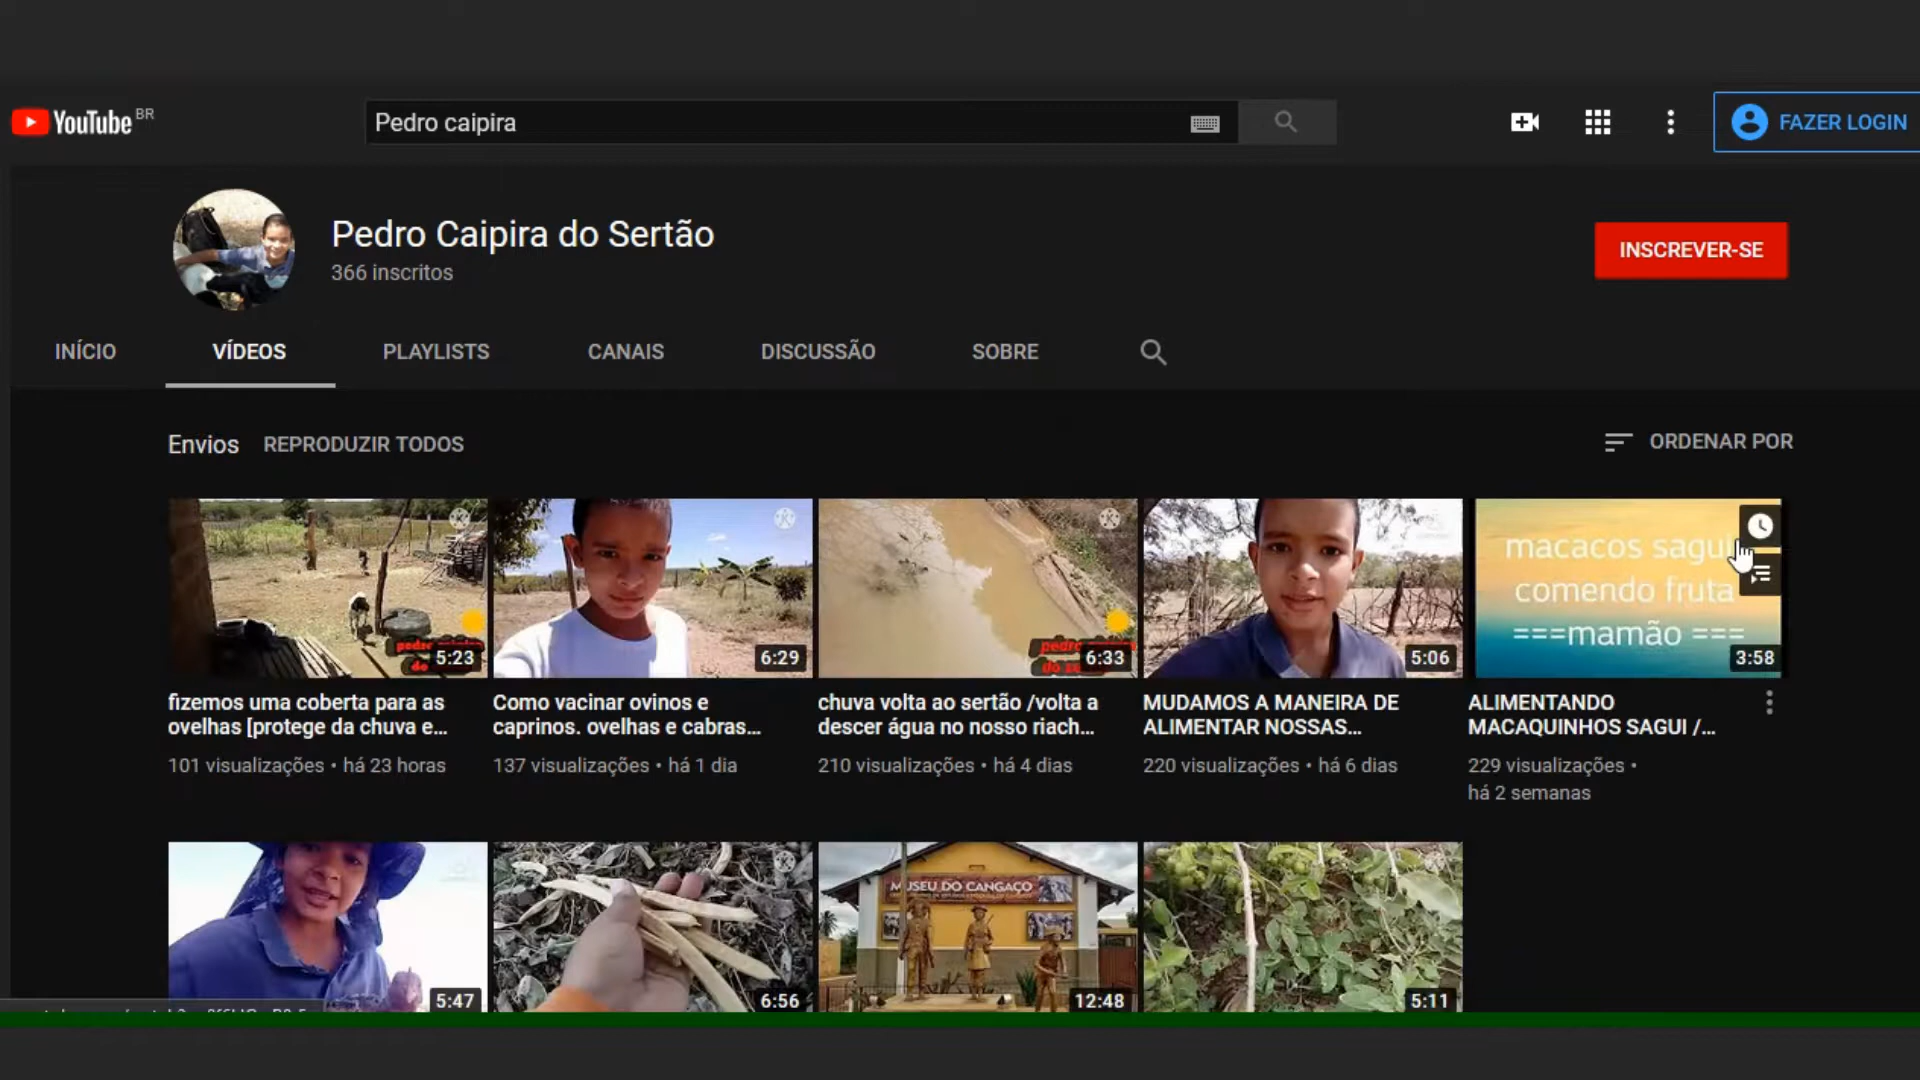 YouTube BR
Pedro caipira
FAZER LOGIN
Pedro Caipira do Sertão
366 inscritos
INSCREVER-SE
INÍCIO VÍDEOS PLAYLISTS CANAIS DISCUSSÃO SOBRE
Envios REPRODUZIR TODOS
ORDENAR POR
5:23
6:29
6:33
5:06
macacos sagui
comendo fruta
===mamão ===
3:58
fizemos uma coberta para as
ovelhas [protege da chuva e...
101 visualizações • há 23 horas
Como vacinar ovinos e
caprinos. ovelhas e cabras...
137 visualizações • há 1 dia
chuva volta ao sertão /volta a
descer água no nosso riach...
210 visualizações • há 4 dias
MUDAMOS A MANEIRA DE
ALIMENTAR NOSSAS...
220 visualizações • há 6 dias
ALIMENTANDO
MACAQUINHOS SAGUI /...
229 visualizações •
há 2 semanas
5:47
6:56
MUSEU DO CANGAÇO
12:48
5:11